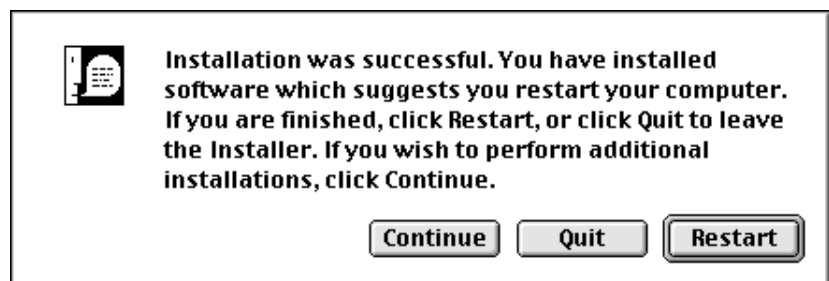 Installation was successful. You have installed
software which suggests you restart your computer.
If you are finished, click Restart, or click Quit to leave
the Installer. If you wish to perform additional
installations, click Continue.
Continue Quit Restart